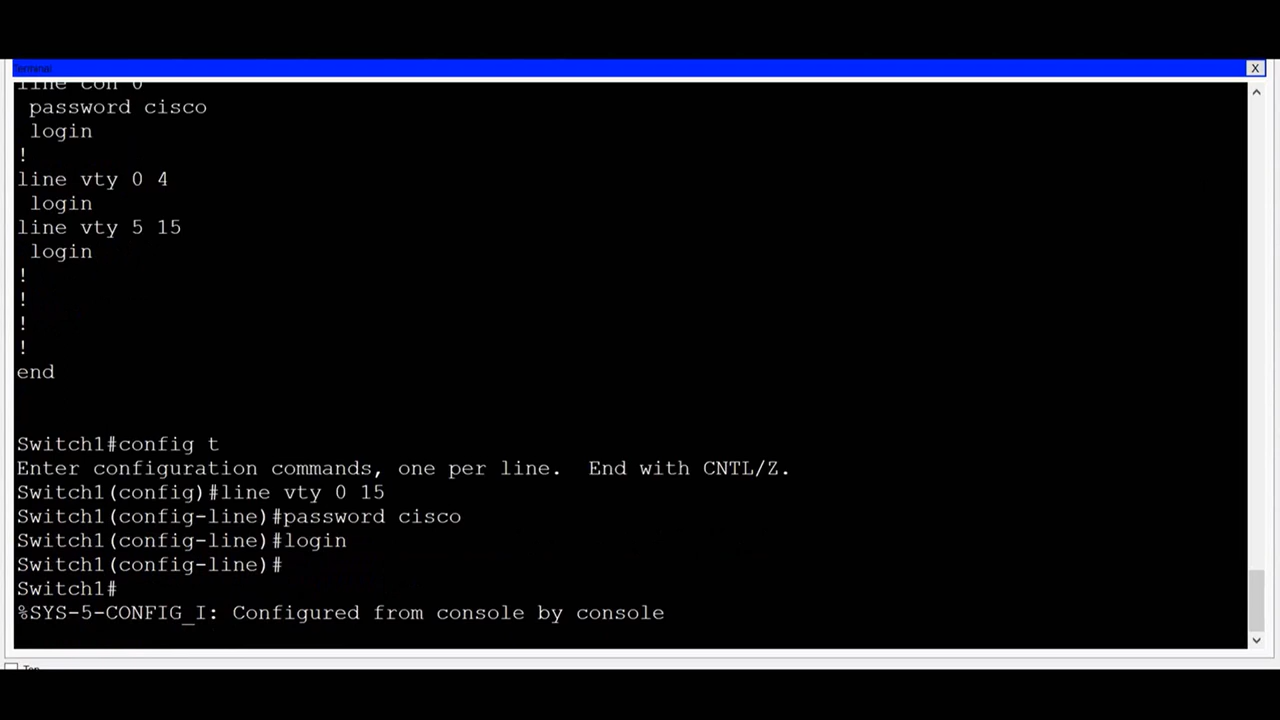 Terminal
X
line con 0
password cisco
login
!
line vty 0 4
login
line vty 5 15
login
!
!
!
!
end
Switch1#config t
Enter configuration commands, one per line.  End with CNTL/Z.
Switch1(config)#line vty 0 15
Switch1(config-line)#password cisco
Switch1(config-line)#login
Switch1(config-line)#
Switch1#
%SYS-5-CONFIG_I: Configured from console by console
Top